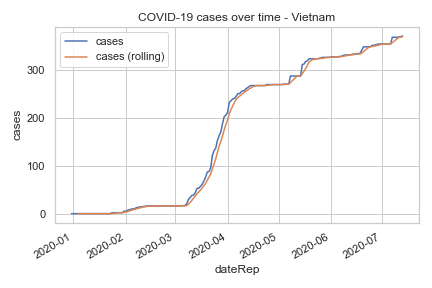 COVID-19 cases over time - Vietnam
cases
cases (rolling)
300
200
100
0
cases
2020-01
2020-02
2020-03
2020-04
2020-05
2020-06
2020-07
dateRep